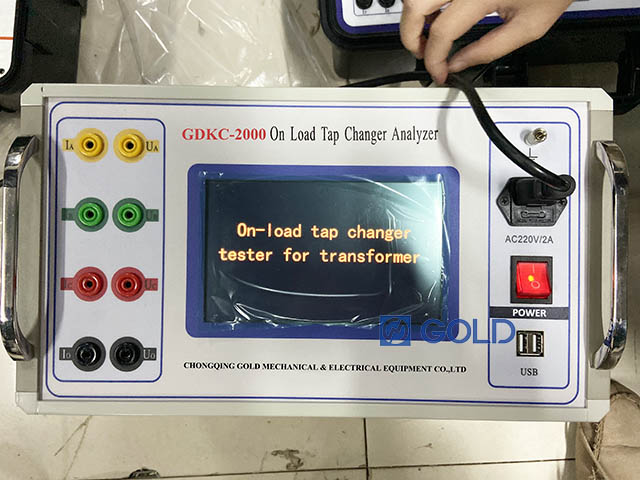 GDKC-2000 On Load Tap Changer Analyzer
IA UA
On-load tap changer
tester for transformer
AC220V/2A
POWER
GOLD
USB
IO UO
CHONGQING GOLD MECHANICAL & ELECTRICAL EQUIPMENT CO.,LTD